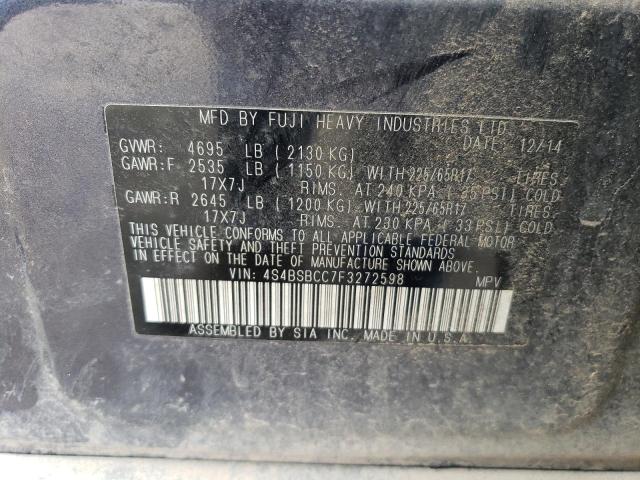 MFD BY FUJI HEAVY INDUSTRIES LTD
DATE: 12/14
GVWR: 4695 LB (2130 KG)
GAWR:F 2535 LB (1150 KG) WITH 225/65R17 TIRES,
17X7J RIMS, AT 240 KPA (35 PSI) COLD
GAWR:R 2645 LB (1200 KG) WITH 225/65R17 TIRES,
17X7J RIMS, AT 230 KPA (33 PSI) COLD
THIS VEHICLE CONFORMS TO ALL APPLICABLE FEDERAL MOTOR
VEHICLE SAFETY AND THEFT PREVENTION STANDARDS
IN EFFECT ON THE DATE OF MANUFACTURE SHOWN ABOVE.
VIN: 4S4BSBCC7F3272598 MPV
ASSEMBLED BY SIA INC. MADE IN U.S.A.